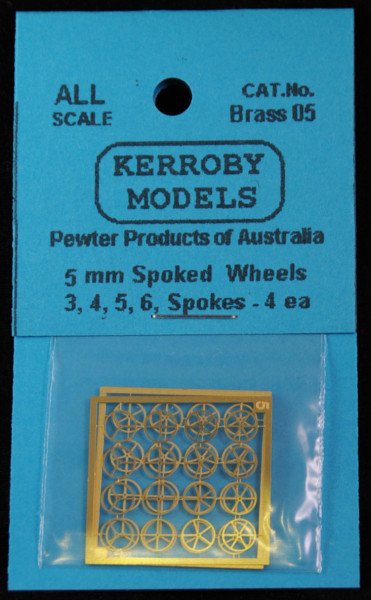 ALL
SCALE
CAT.No.
Brass 05
KERROBY
MODELS
Pewter Products of Australia
5 mm Spoked Wheels
3, 4, 5, 6, Spokes - 4 ea
5